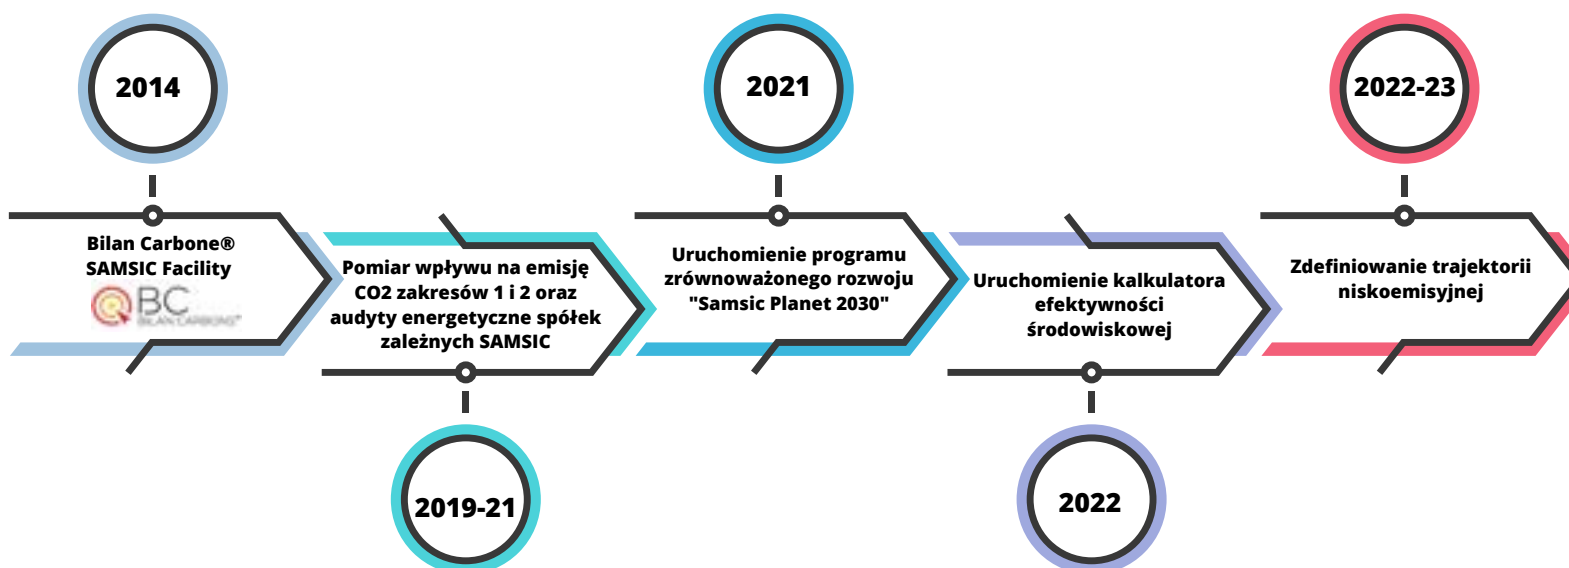 2014
Bilan Carbone®
SAMSIC Facility
BC
BILAN CARBONE
2019-21
Pomiar wpływu na emisję
CO2 zakresów 1 i 2 oraz
audyty energetyczne spółek
zależnych SAMSIC
2021
Uruchomienie programu
zrównoważonego rozwoju
"Samsic Planet 2030"
2022
Uruchomienie kalkulatora
efektywności
środowiskowej
2022-23
Zdefiniowanie trajektorii
niskoemisyjnej